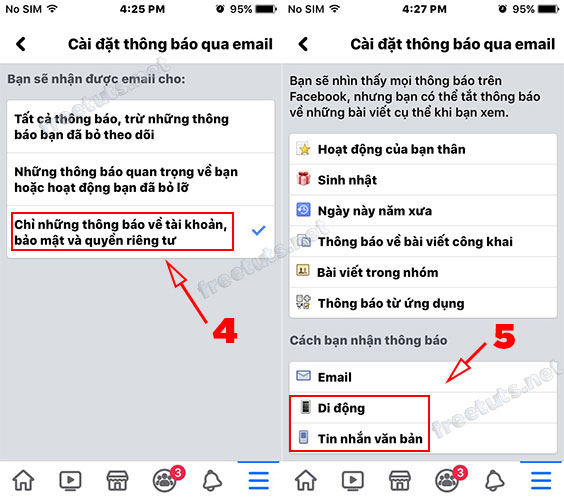 No SIM
4:25 PM
95%
Cài đặt thông báo qua email
Bạn sẽ nhận được email cho:
Tất cả thông báo, trừ những thông
báo bạn đã bỏ theo dõi
Những thông báo quan trọng về bạn
hoặc hoạt động bạn đã bỏ lỡ
Chỉ những thông báo về tài khoản,
bảo mật và quyền riêng tư
4
freetuts.net
freetuts.net
3
No SIM
4:27 PM
95%
Cài đặt thông báo qua email
Bạn sẽ nhìn thấy mọi thông báo trên
Facebook, nhưng bạn có thể tắt thông báo
về những bài viết cụ thể khi bạn xem.
Hoạt động của bạn thân
Sinh nhật
Ngày này năm xưa
Thông báo về bài viết công khai
Bài viết trong nhóm
Thông báo từ ứng dụng
Cách bạn nhận thông báo
5
Email
Di động
Tin nhắn văn bản
freetuts.net
3